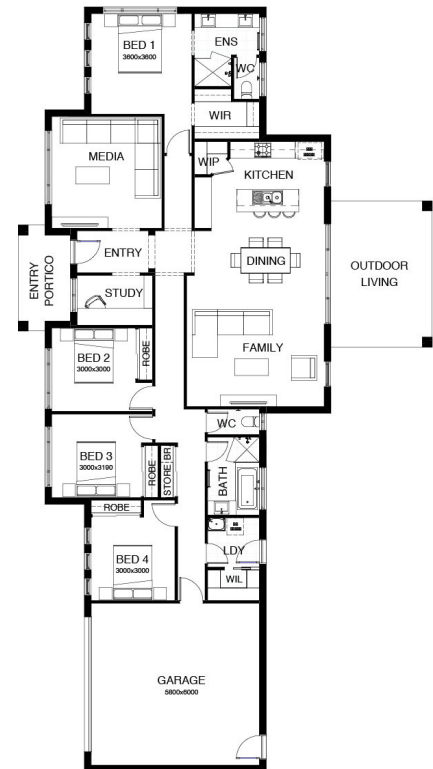 BED 1
3600x3600
ENS
WC
WIR
MEDIA
WIP
KITCHEN
ENTRY
PORTICO
ENTRY
DINING
OUTDOOR
LIVING
STUDY
BED 2
3000x3000
ROBE
FAMILY
WC
BED 3
3000x3190
ROBE
STORE
BR
BATH
ROBE
BED 4
3000x3000
LDY
WIL
GARAGE
5800x6000